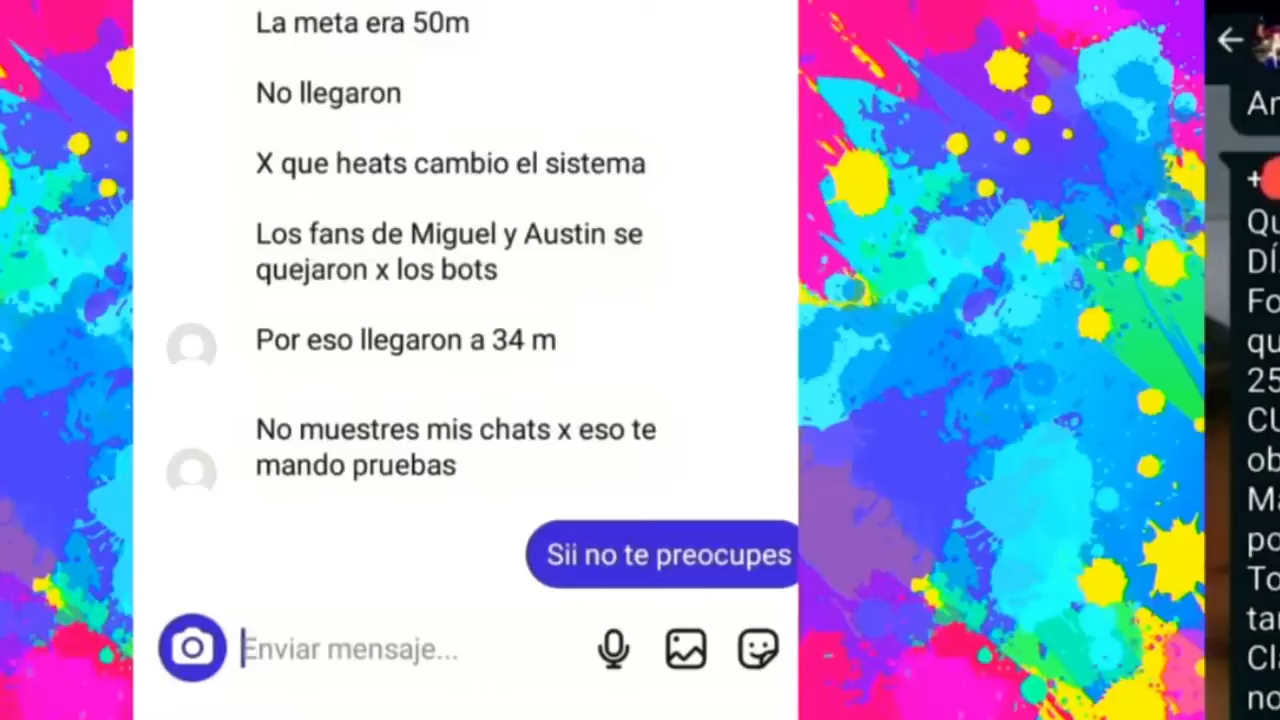 La meta era 50m
No llegaron
X que heats cambio el sistema
Los fans de Miguel y Austin se
quejaron x los bots
Por eso llegaron a 34 m
No muestres mis chats x eso te
mando pruebas
Sii no te preocupes
Enviar mensaje...
25